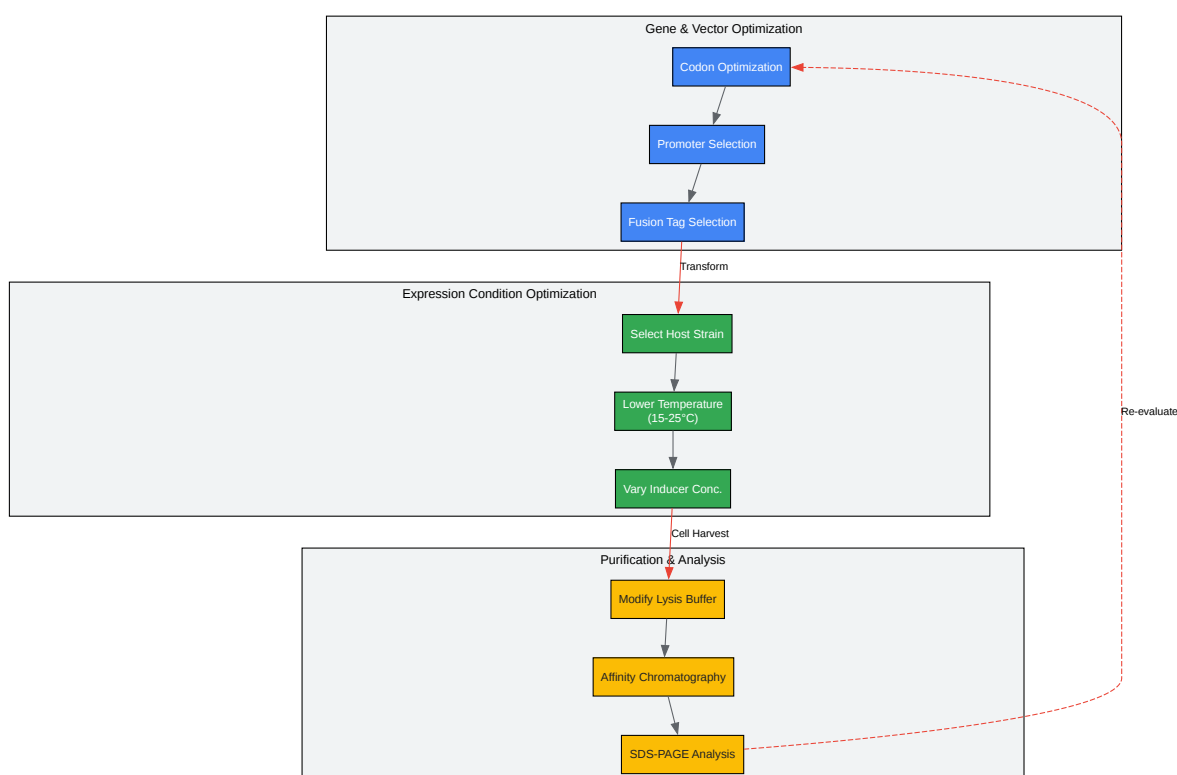 Gene & Vector Optimization
Codon Optimization
Promoter Selection
Fusion Tag Selection
Transform
Expression Condition Optimization
Select Host Strain
Lower Temperature
(15-25°C)
Re-evaluate
Vary Inducer Conc.
Cell Harvest
Purification & Analysis
Modify Lysis Buffer
Affinity Chromatography
SDS-PAGE Analysis